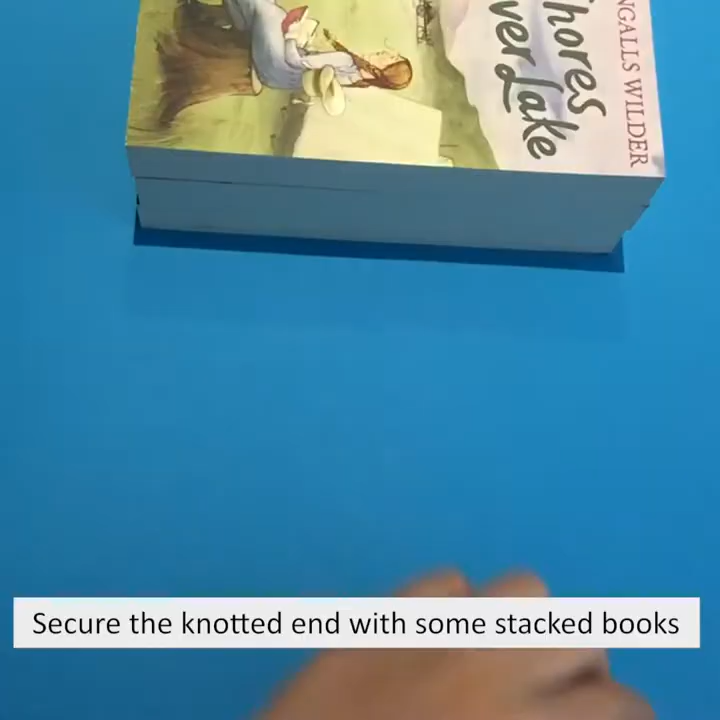 hores
ver Lake
NGALLS WILDER
Secure the knotted end with some stacked books